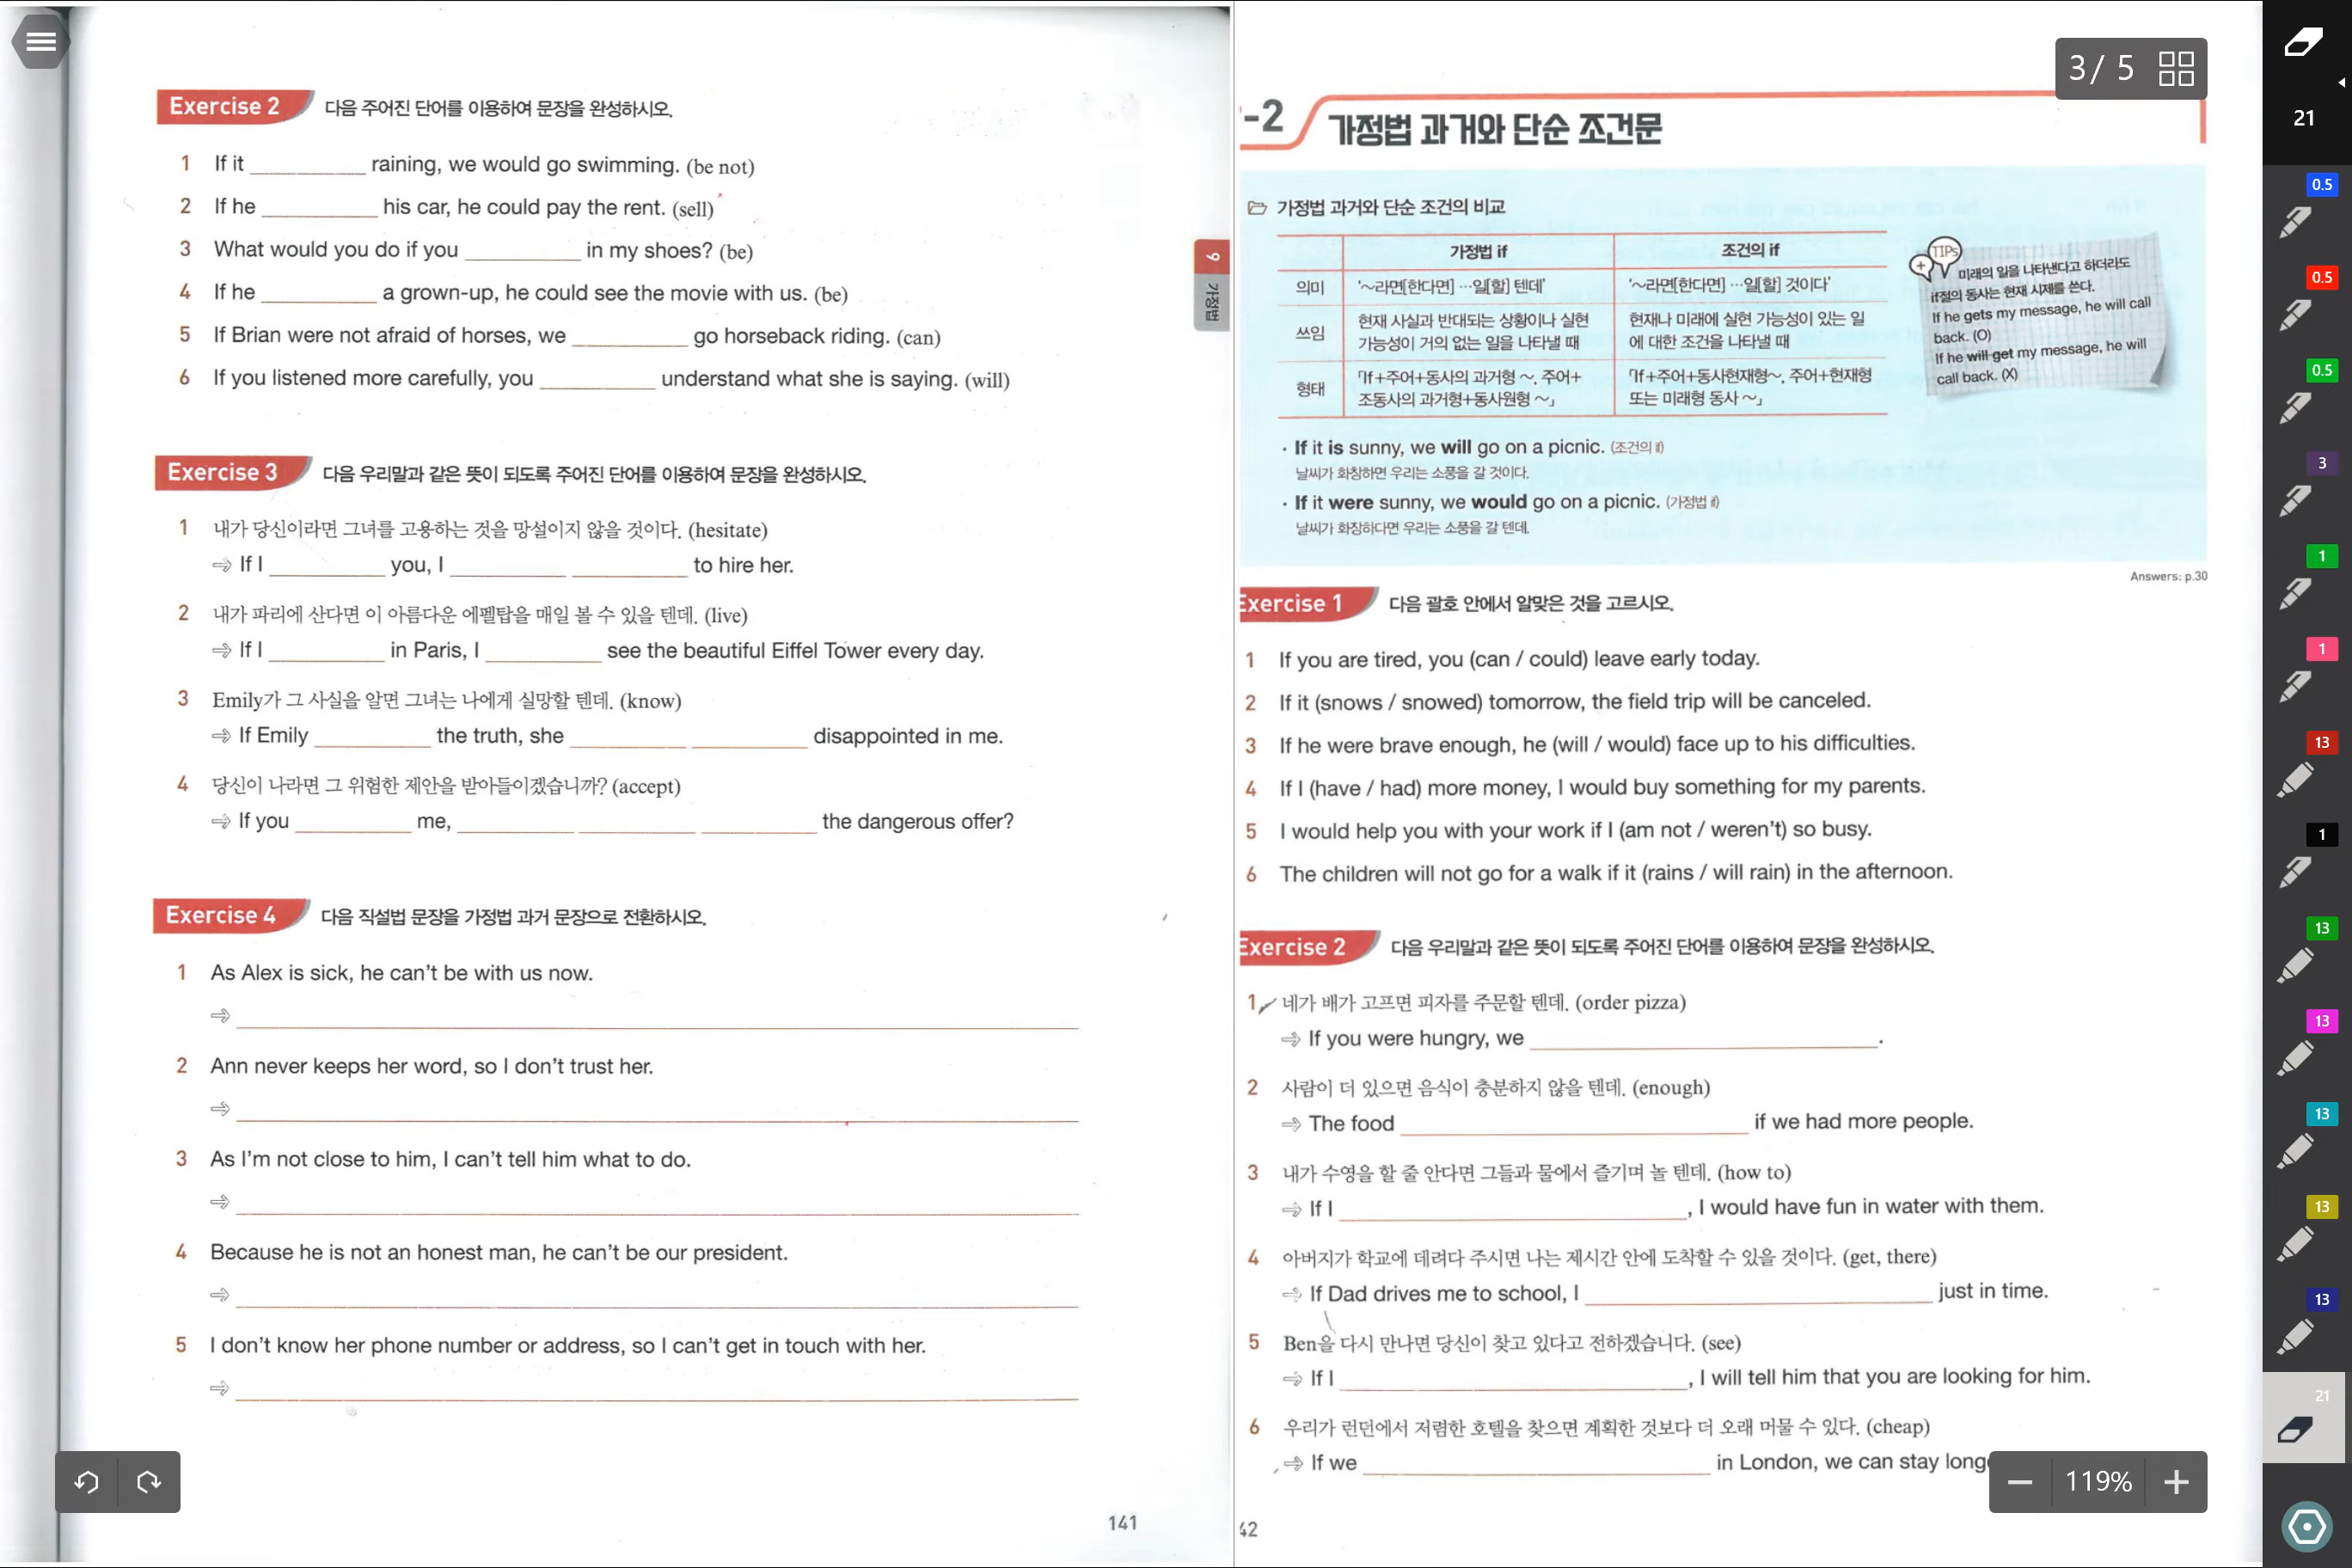 Exercise 2 다음 주어진 단어를 이용하여 문장을 완성하시오.
1 If it ____________ raining, we would go swimming. (be not)
2 If he ____________ his car, he could pay the rent. (sell)
3 What would you do if you ____________ in my shoes? (be)
4 If he ____________ a grown-up, he could see the movie with us. (be)
5 If Brian were not afraid of horses, we ____________ go horseback riding. (can)
6 If you listened more carefully, you ____________ understand what she is saying. (will)
Exercise 3 다음 우리말과 같은 뜻이 되도록 주어진 단어를 이용하여 문장을 완성하시오.
1 내가 당신이라면 그녀를 고용하는 것을 망설이지 않을 것이다. (hesitate)
⇨ If I ____________ you, I ____________ ____________ to hire her.
2 내가 파리에 산다면 이 아름다운 에펠탑을 매일 볼 수 있을 텐데. (live)
⇨ If I ____________ in Paris, I ____________ see the beautiful Eiffel Tower every day.
3 Emily가 그 사실을 알면 그녀는 나에게 실망할 텐데. (know)
⇨ If Emily ____________ the truth, she ____________ ____________ disappointed in me.
4 당신이 나라면 그 위험한 제안을 받아들이겠습니까? (accept)
⇨ If you ____________ me, ____________ ____________ ____________ the dangerous offer?
Exercise 4 다음 직설법 문장을 가정법 과거 문장으로 전환하시오.
1 As Alex is sick, he can't be with us now.
⇨
2 Ann never keeps her word, so I don't trust her.
⇨
3 As I'm not close to him, I can't tell him what to do.
⇨
4 Because he is not an honest man, he can't be our president.
⇨
5 I don't know her phone number or address, so I can't get in touch with her.
⇨
141
9
가정법
-2 가정법 과거와 단순 조건문
가정법 과거와 단순 조건의 비교
가정법 if 조건의 if
의미 '~라면[한다면] …일[할] 텐데' '~라면[한다면] …일[할] 것이다'
쓰임 현재 사실과 반대되는 상황이나 실현 가능성이 거의 없는 일을 나타낼 때 현재나 미래에 실현 가능성이 있는 일에 대한 조건을 나타낼 때
형태 「If+주어+동사의 과거형 ~, 주어+조동사의 과거형+동사원형 ~」 「If+주어+동사현재형~, 주어+현재형 또는 미래형 동사 ~」
TIPs
미래의 일을 나타낸다고 하더라도
if절의 동사는 현재 시제를 쓴다.
If he gets my message, he will call
back. (O)
If he will get my message, he will
call back. (X)
· If it is sunny, we will go on a picnic. (조건의 if)
날씨가 화창하면 우리는 소풍을 갈 것이다.
· If it were sunny, we would go on a picnic. (가정법 if)
날씨가 화창하다면 우리는 소풍을 갈 텐데.
Answers: p.30
Exercise 1 다음 괄호 안에서 알맞은 것을 고르시오.
1 If you are tired, you (can / could) leave early today.
2 If it (snows / snowed) tomorrow, the field trip will be canceled.
3 If he were brave enough, he (will / would) face up to his difficulties.
4 If I (have / had) more money, I would buy something for my parents.
5 I would help you with your work if I (am not / weren't) so busy.
6 The children will not go for a walk if it (rains / will rain) in the afternoon.
Exercise 2 다음 우리말과 같은 뜻이 되도록 주어진 단어를 이용하여 문장을 완성하시오.
1 네가 배가 고프면 피자를 주문할 텐데. (order pizza)
⇨ If you were hungry, we ____________.
2 사람이 더 있으면 음식이 충분하지 않을 텐데. (enough)
⇨ The food ____________ if we had more people.
3 내가 수영을 할 줄 안다면 그들과 물에서 즐기며 놀 텐데. (how to)
⇨ If I ____________, I would have fun in water with them.
4 아버지가 학교에 데려다 주시면 나는 제시간 안에 도착할 수 있을 것이다. (get, there)
⇨ If Dad drives me to school, I ____________ just in time.
5 Ben을 다시 만나면 당신이 찾고 있다고 전하겠습니다. (see)
⇨ If I ____________, I will tell him that you are looking for him.
6 우리가 런던에서 저렴한 호텔을 찾으면 계획한 것보다 더 오래 머물 수 있다. (cheap)
⇨ If we ____________ in London, we can stay long
42
3/ 5
119%
21
0.5
0.5
0.5
3
1
1
13
1
13
13
13
13
13
21